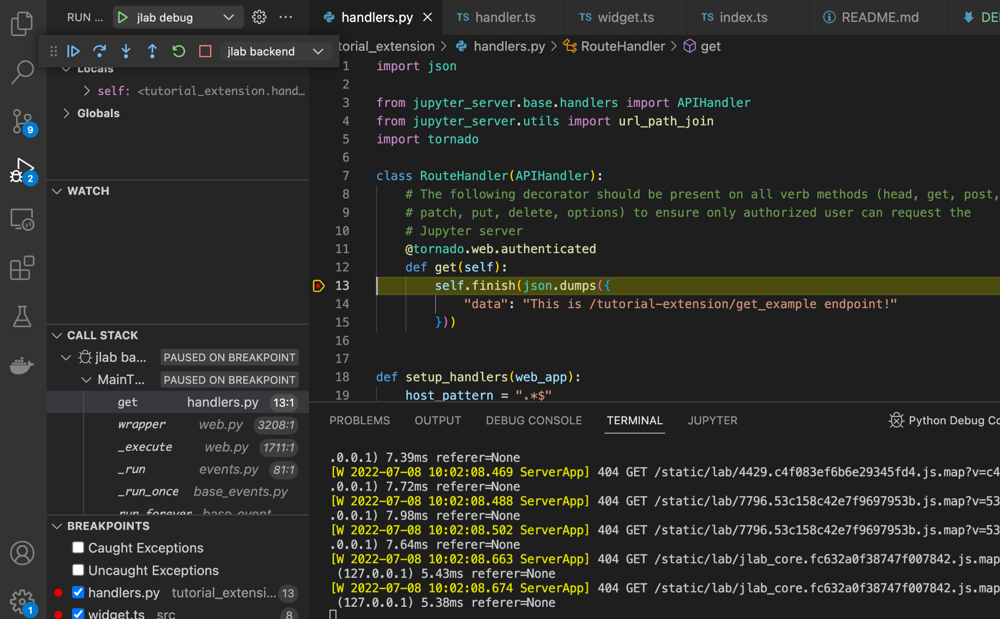 RUN ... jlab debug
jlab backend
Locals
self: <tutorial_extension.hand…
Globals
9
2
WATCH
CALL STACK
jlab ba... PAUSED ON BREAKPOINT
MainT... PAUSED ON BREAKPOINT
get handlers.py 13:1
wrapper web.py 3208:1
_execute web.py 1711:1
_run events.py 81:1
_run_once base_events.py
run_forever base_event
BREAKPOINTS
Caught Exceptions
Uncaught Exceptions
handlers.py tutorial_extensi... 13
widget.ts src 8
1
handlers.py TS handler.ts TS widget.ts TS index.ts README.md DE
torial_extension > handlers.py > RouteHandler > get
1 import json
2
3 from jupyter_server.base.handlers import APIHandler
4 from jupyter_server.utils import url_path_join
5 import tornado
6
7 class RouteHandler(APIHandler):
8 # The following decorator should be present on all verb methods (head, get, post,
9 # patch, put, delete, options) to ensure only authorized user can request the
10 # Jupyter server
11 @tornado.web.authenticated
12 def get(self):
13 self.finish(json.dumps({
14 "data": "This is /tutorial-extension/get_example endpoint!"
15 }))
16
17
18 def setup_handlers(web_app):
19 host_pattern = ".*$"
PROBLEMS OUTPUT DEBUG CONSOLE TERMINAL JUPYTER Python Debug Co
.0.0.1) 7.39ms referer=None
[W 2022-07-08 10:02:08.469 ServerApp] 404 GET /static/lab/4429.c4f083ef6b6e29345fd4.js.map?v=c4
.0.0.1) 7.72ms referer=None
[W 2022-07-08 10:02:08.488 ServerApp] 404 GET /static/lab/7796.53c158c42e7f9697953b.js.map?v=53
.0.0.1) 7.98ms referer=None
[W 2022-07-08 10:02:08.502 ServerApp] 404 GET /static/lab/7796.53c158c42e7f9697953b.js.map?v=53
.0.0.1) 7.64ms referer=None
[W 2022-07-08 10:02:08.663 ServerApp] 404 GET /static/lab/jlab_core.fc632a0f38747f007842.js.map
(127.0.0.1) 5.43ms referer=None
[W 2022-07-08 10:02:08.674 ServerApp] 404 GET /static/lab/jlab_core.fc632a0f38747f007842.js.map
(127.0.0.1) 5.38ms referer=None